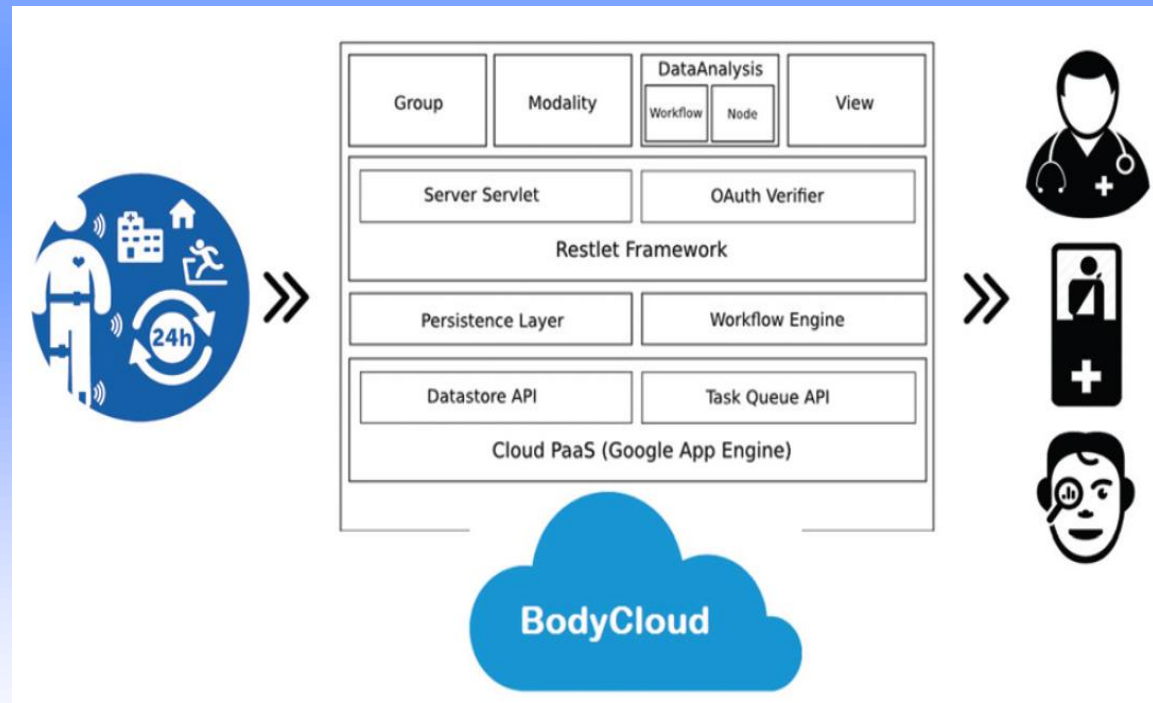 DataAnalysis
Group
Modality
Workflow
Node
View
Server Servlet
OAuth Verifier
Restlet Framework
Persistence Layer
Workflow Engine
24h
Datastore API
Task Queue API
Cloud PaaS (Google App Engine)
BodyCloud